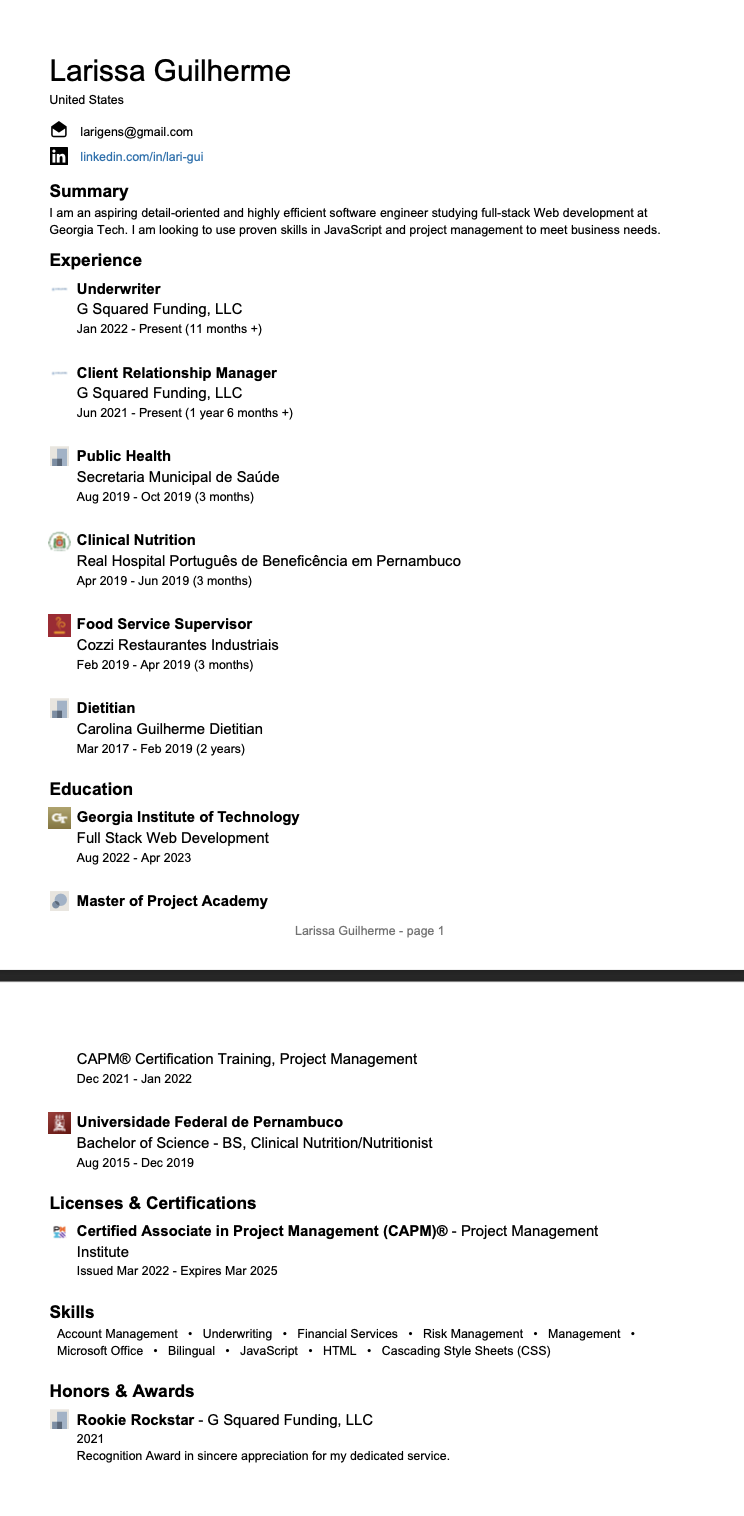 Larissa Guilherme
United States
larigens@gmail.com
linkedin.com/in/lari-gui
Summary
I am an aspiring detail-oriented and highly efficient software engineer studying full-stack Web development at
Georgia Tech. I am looking to use proven skills in JavaScript and project management to meet business needs.
Experience
Underwriter
G Squared Funding, LLC
Jan 2022 - Present (11 months +)
Client Relationship Manager
G Squared Funding, LLC
Jun 2021 - Present (1 year 6 months +)
Public Health
Secretaria Municipal de Saúde
Aug 2019 - Oct 2019 (3 months)
Clinical Nutrition
Real Hospital Português de Beneficência em Pernambuco
Apr 2019 - Jun 2019 (3 months)
Food Service Supervisor
Cozzi Restaurantes Industriais
Feb 2019 - Apr 2019 (3 months)
Dietitian
Carolina Guilherme Dietitian
Mar 2017 - Feb 2019 (2 years)
Education
Georgia Institute of Technology
Full Stack Web Development
Aug 2022 - Apr 2023
Master of Project Academy
Larissa Guilherme - page 1
CAPM® Certification Training, Project Management
Dec 2021 - Jan 2022
Universidade Federal de Pernambuco
Bachelor of Science - BS, Clinical Nutrition/Nutritionist
Aug 2015 - Dec 2019
Licenses & Certifications
Certified Associate in Project Management (CAPM)® - Project Management
Institute
Issued Mar 2022 - Expires Mar 2025
Skills
Account Management • Underwriting • Financial Services • Risk Management • Management •
Microsoft Office • Bilingual • JavaScript • HTML • Cascading Style Sheets (CSS)
Honors & Awards
Rookie Rockstar - G Squared Funding, LLC
2021
Recognition Award in sincere appreciation for my dedicated service.